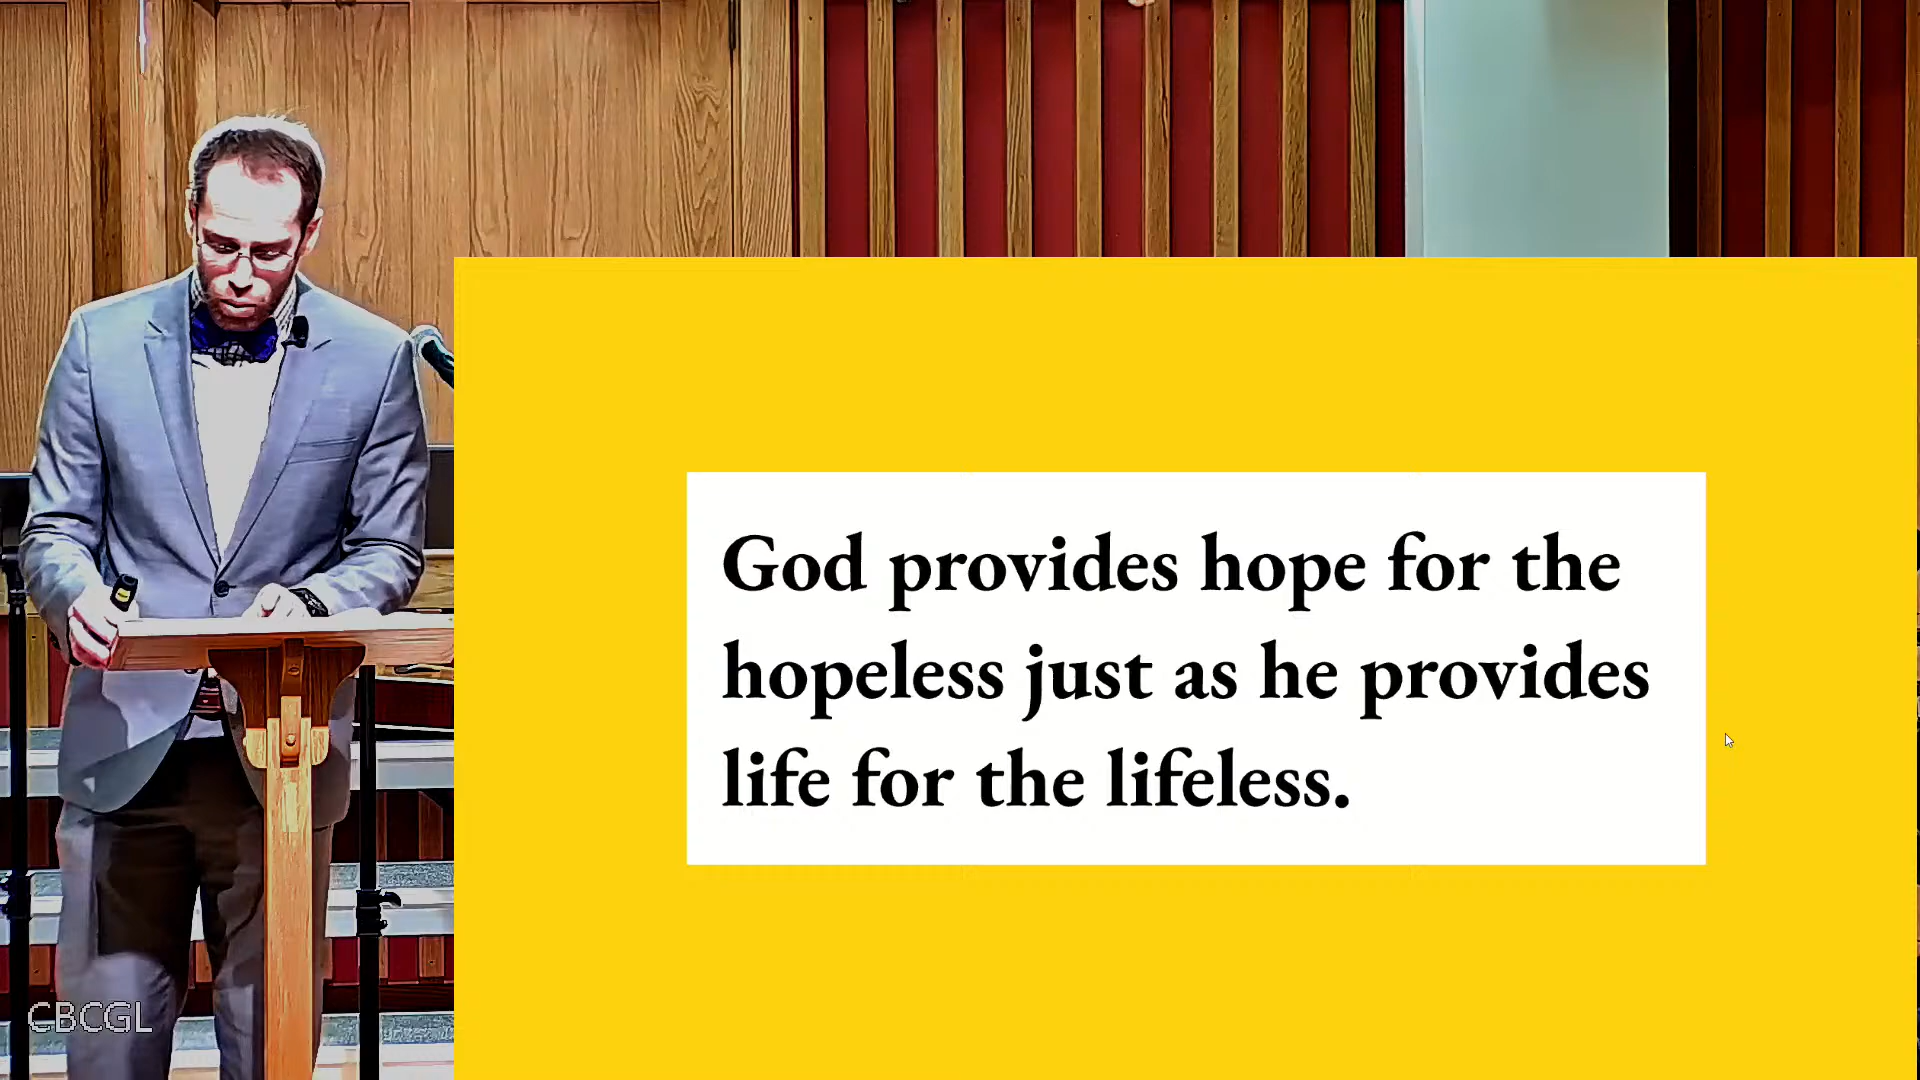 God provides hope for the
hopeless just as he provides
life for the lifeless.
CBCGL